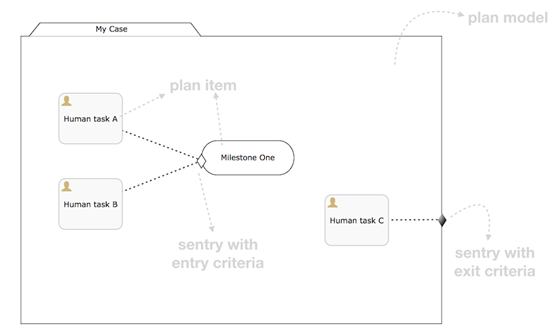 My Case
plan model
plan item
Human task A
Milestone One
Human task B
Human task C
sentry with
entry criteria
sentry with
exit criteria